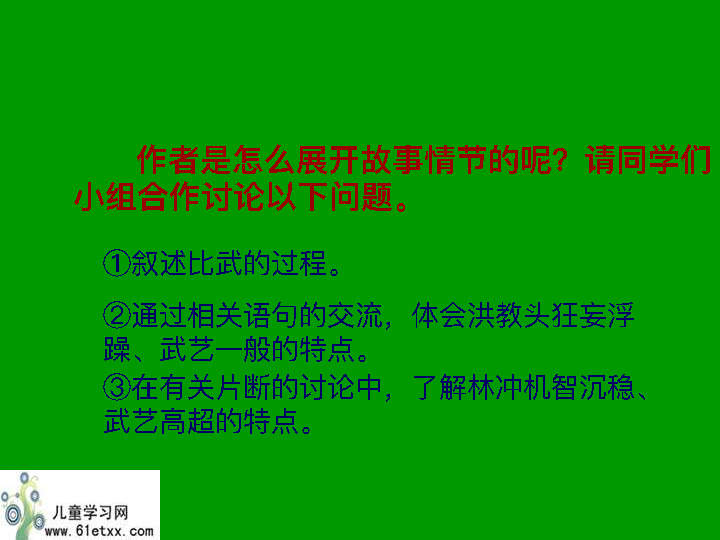 作者是怎么展开故事情节的呢？请同学们
小组合作讨论以下问题。
①叙述比武的过程。
②通过相关语句的交流，体会洪教头狂妄浮
躁、武艺一般的特点。
③在有关片断的讨论中，了解林冲机智沉稳、
武艺高超的特点。
儿童学习网
www.61etxx.com